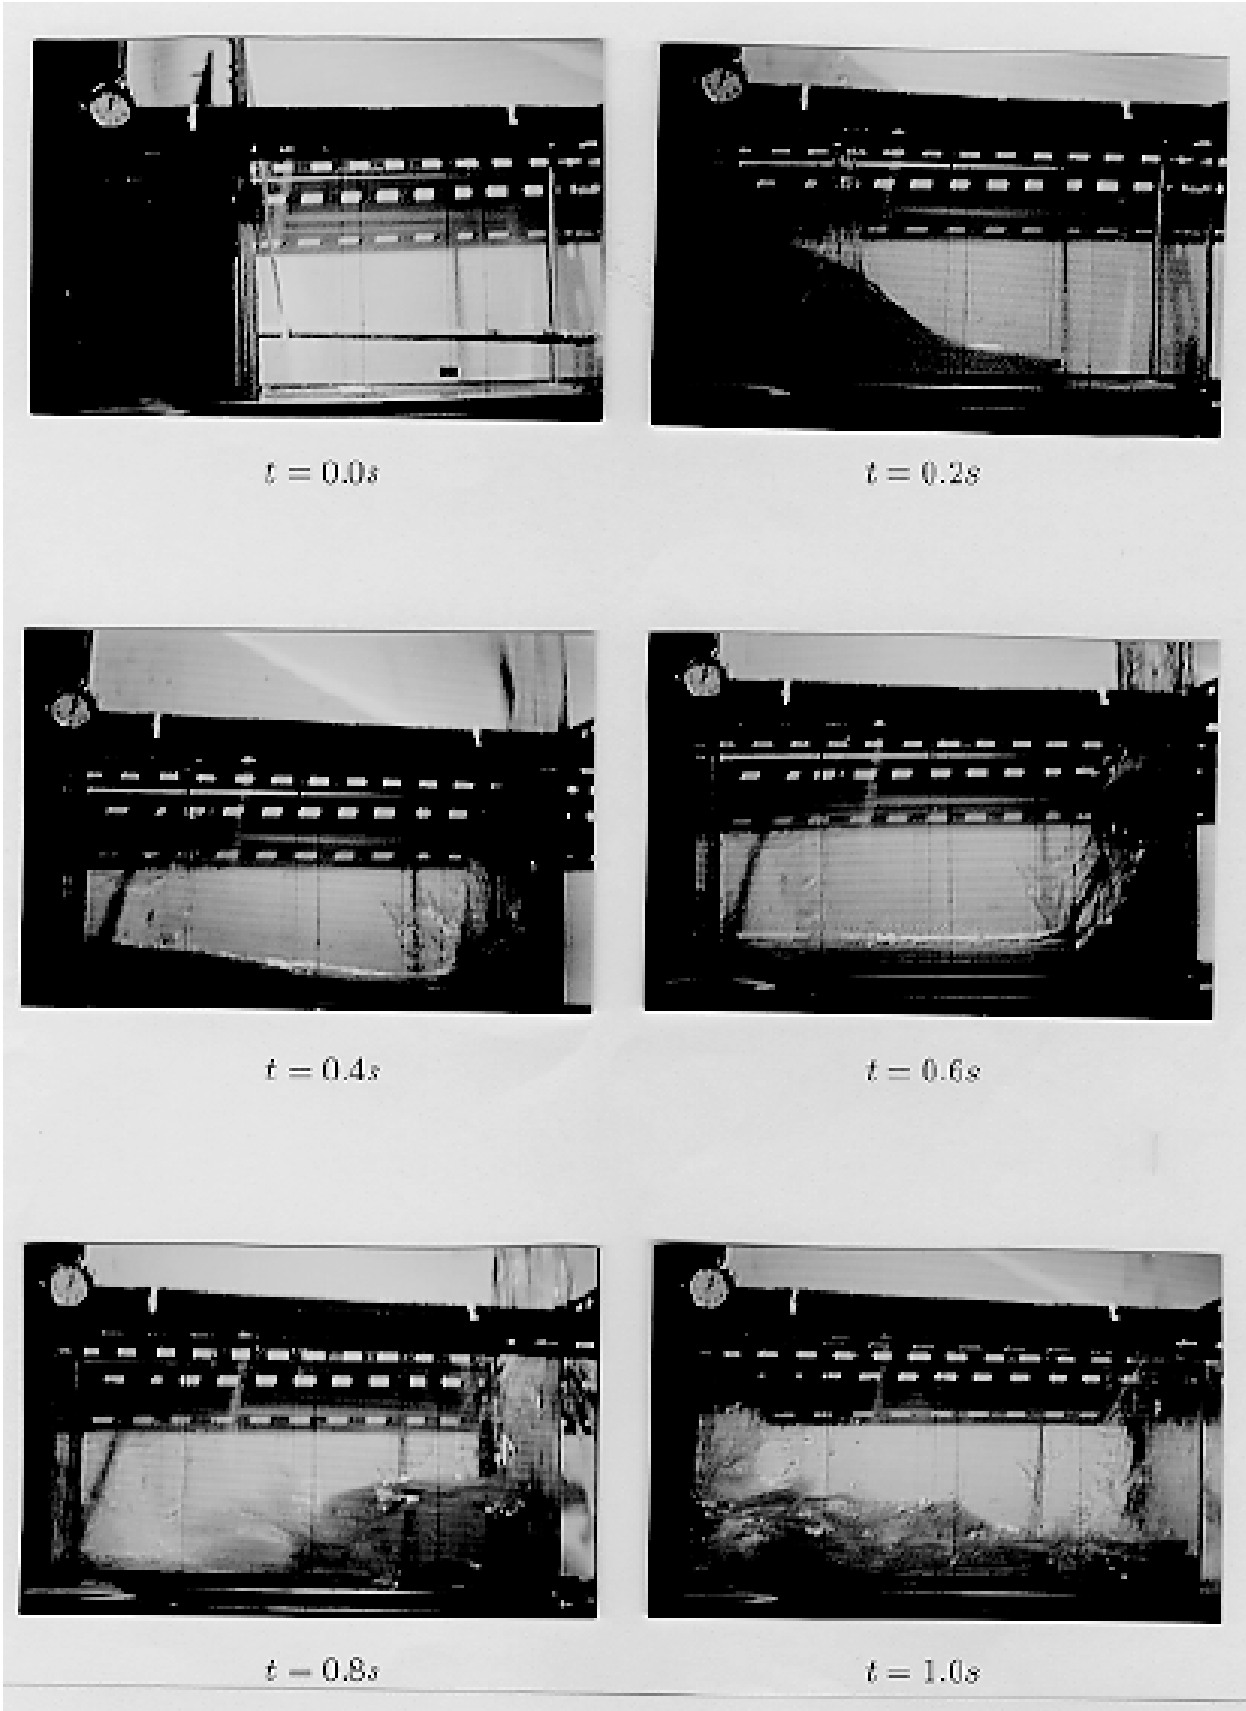 t = 0.0s
t = 0.2s
t = 0.4s
t = 0.6s
t = 0.8s
t = 1.0s